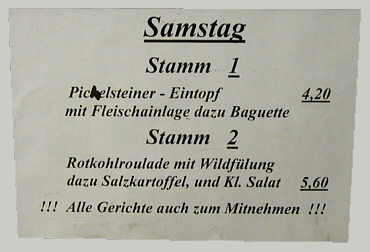 Samstag
Stamm 1
Pickelsteiner - Eintopf 4,20
mit Fleischainlage dazu Baguette
Stamm 2
Rotkohlroulade mit Wildfülung
dazu Salzkartoffel, und Kl. Salat 5,60
!!! Alle Gerichte auch zum Mitnehmen !!!